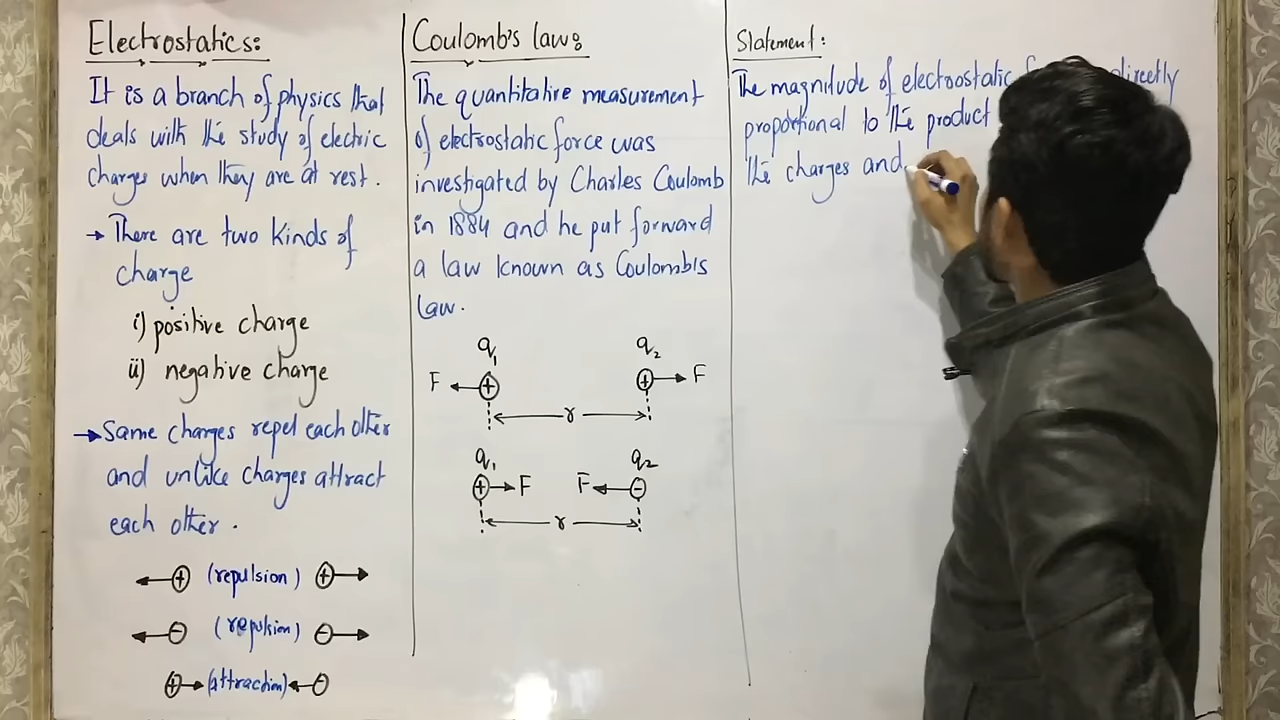 Electrostatics:
It is a branch of physics that
deals with the study of electric
charges when they are at rest.
→ There are two kinds of
charge
i) positive charge
ii) negative charge
→ Same charges repel each other
and unlike charges attract
each other.
+ (repulsion) +
- (repulsion) -
+ (attraction) -
Coulomb's law:
The quantitative measurement
of electrostatic force was
investigated by Charles Coulomb
in 1884 and he put forward
a law known as Coulomb's
law.
q1 q2
F + + F
r
q1 q2
+ F F -
r
Statement:
The magnitude of electrostatic directly
proportional to the product
the charges and